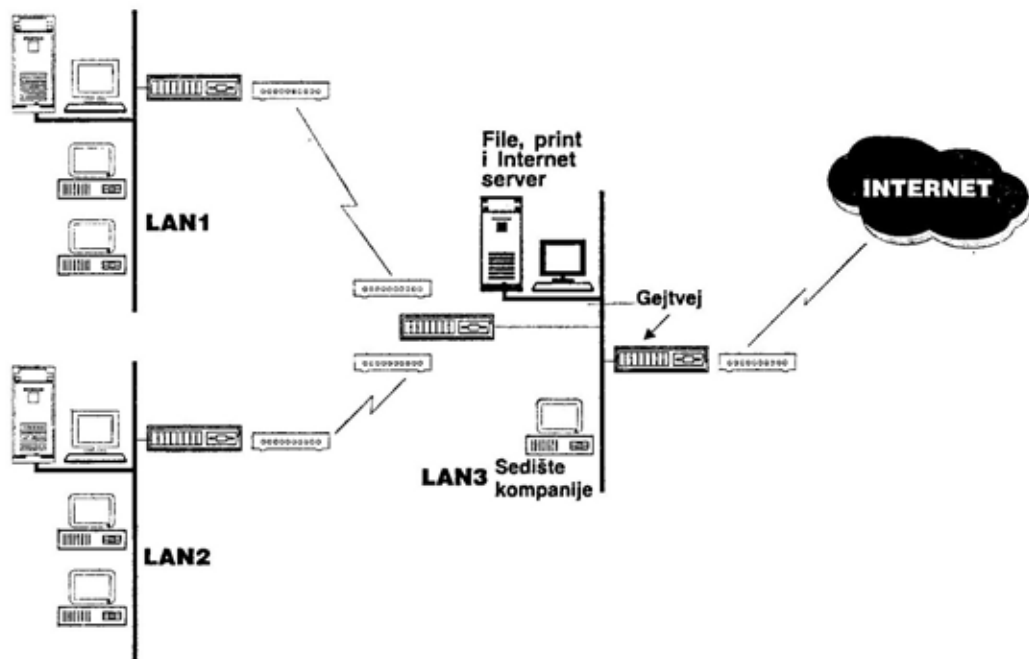 File, print
i Internet
server
INTERNET
LAN1
Gejtvej
LAN3 Sedište
kompanije
LAN2